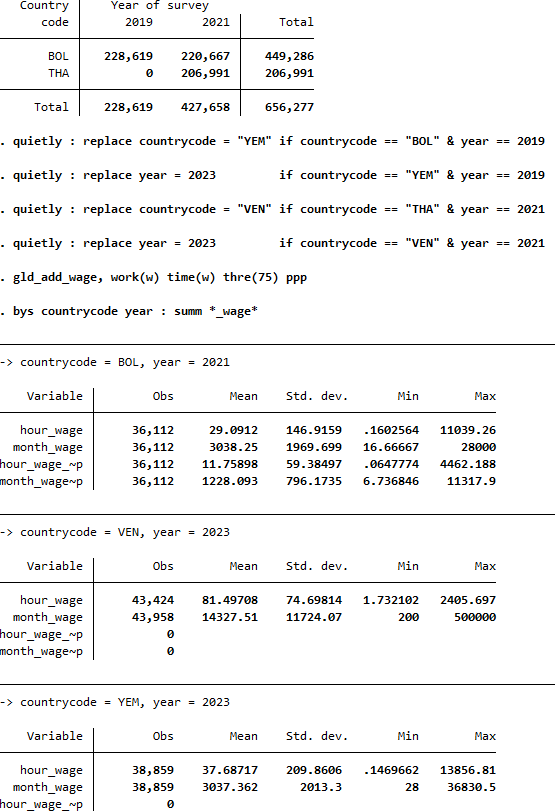 Country Year of survey
code 2019 2021 Total
BOL 228,619 220,667 449,286
THA 0 206,991 206,991
Total 228,619 427,658 656,277
. quietly : replace countrycode = "YEM" if countrycode == "BOL" & year == 2019
. quietly : replace year = 2023 if countrycode == "YEM" & year == 2019
. quietly : replace countrycode = "VEN" if countrycode == "THA" & year == 2021
. quietly : replace year = 2023 if countrycode == "VEN" & year == 2021
. gld_add_wage, work(w) time(w) thre(75) ppp
. bys countrycode year : summ *_wage*
-> countrycode = BOL, year = 2021
Variable Obs Mean Std. dev. Min Max
hour_wage 36,112 29.0912 146.9159 .1602564 11039.26
month_wage 36,112 3038.25 1969.699 16.66667 28000
hour_wage_~p 36,112 11.75898 59.38497 .0647774 4462.188
month_wage~p 36,112 1228.093 796.1735 6.736846 11317.9
-> countrycode = VEN, year = 2023
Variable Obs Mean Std. dev. Min Max
hour_wage 43,424 81.49708 74.69814 1.732102 2405.697
month_wage 43,958 14327.51 11724.07 200 500000
hour_wage_~p 0
month_wage~p 0
-> countrycode = YEM, year = 2023
Variable Obs Mean Std. dev. Min Max
hour_wage 38,859 37.68717 209.8606 .1469662 13856.81
month_wage 38,859 3037.362 2013.3 28 36830.5
hour_wage_~p 0